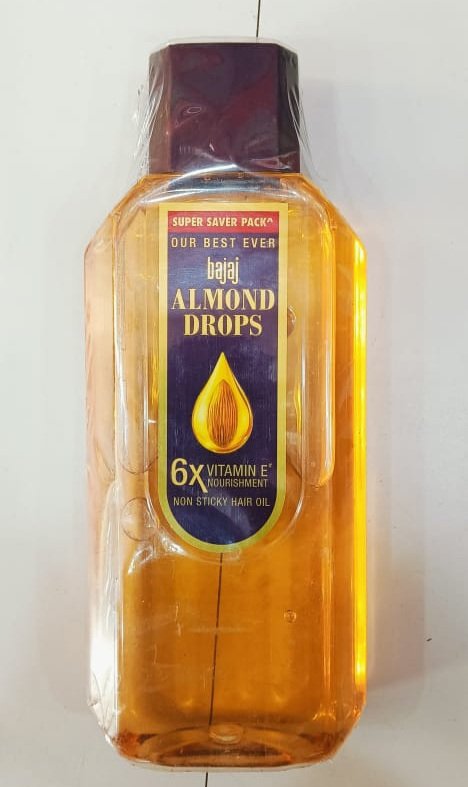 SUPER SAVER PACK^
OUR BEST EVER
bajaj
ALMOND
DROPS
6x VITAMIN E#
NOURISHMENT
NON STICKY HAIR OIL